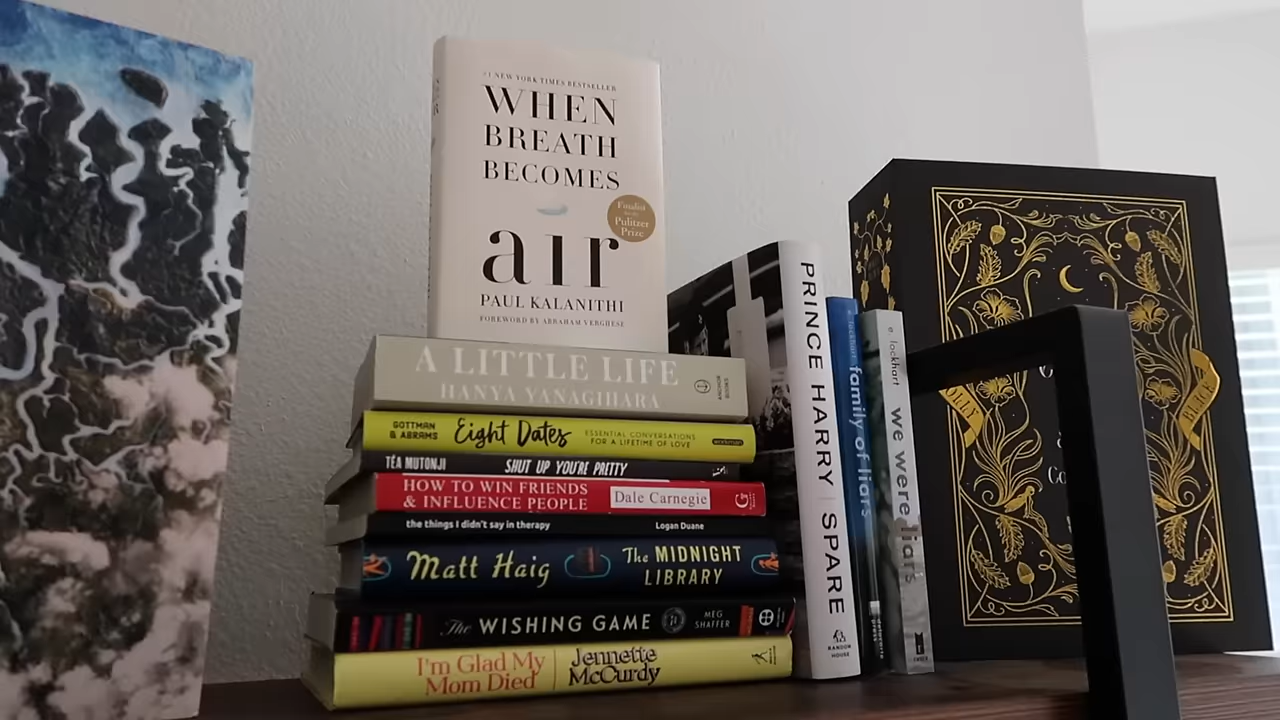 #1 NEW YORK TIMES BESTSELLER
WHEN
BREATH
BECOMES
air
Finalist
for the
Pulitzer
Prize
PAUL KALANITHI
FOREWORD BY ABRAHAM VERGHESE
A LITTLE LIFE
HANYA YANAGIHARA
GOTTMAN
& ABRAMS
Eight Dates
ESSENTIAL CONVERSATIONS
FOR A LIFETIME OF LOVE
workman
TÉA MUTONJI
SHUT UP YOU'RE PRETTY
HOW TO WIN FRIENDS
& INFLUENCE PEOPLE
Dale Carnegie
G
the things I didn't say in therapy
Logan Duane
Matt Haig
The MIDNIGHT
LIBRARY
The WISHING GAME
MEG
SHAFFER
I'm Glad My
Mom Died
Jennette
McCurdy
PRINCE HARRY
SPARE
RANDOM
HOUSE
e. lockhart
family of liars
e. lockhart
we were liars